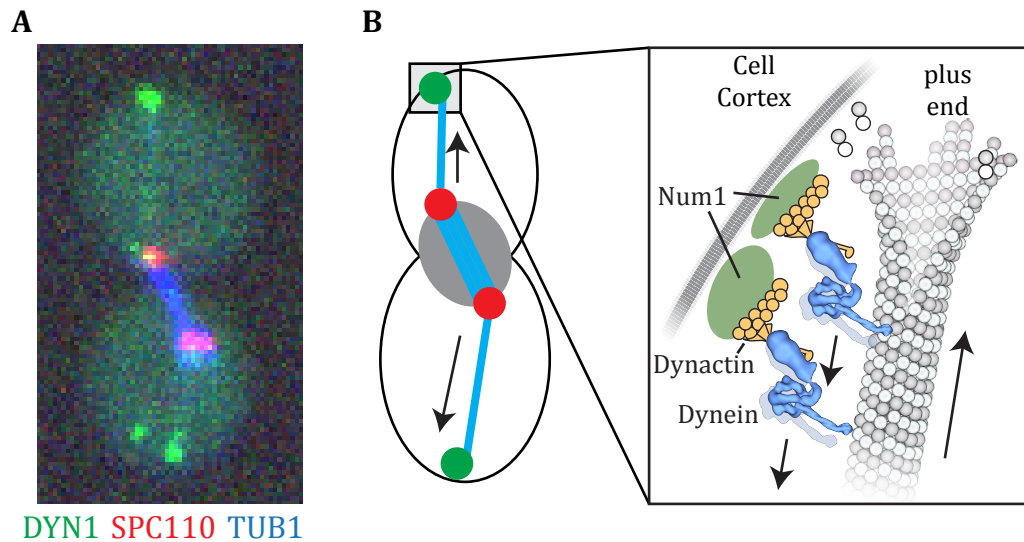 A
DYN1 SPC110 TUB1
B
Cell
Cortex
plus
end
Num1
Dynactin
Dynein